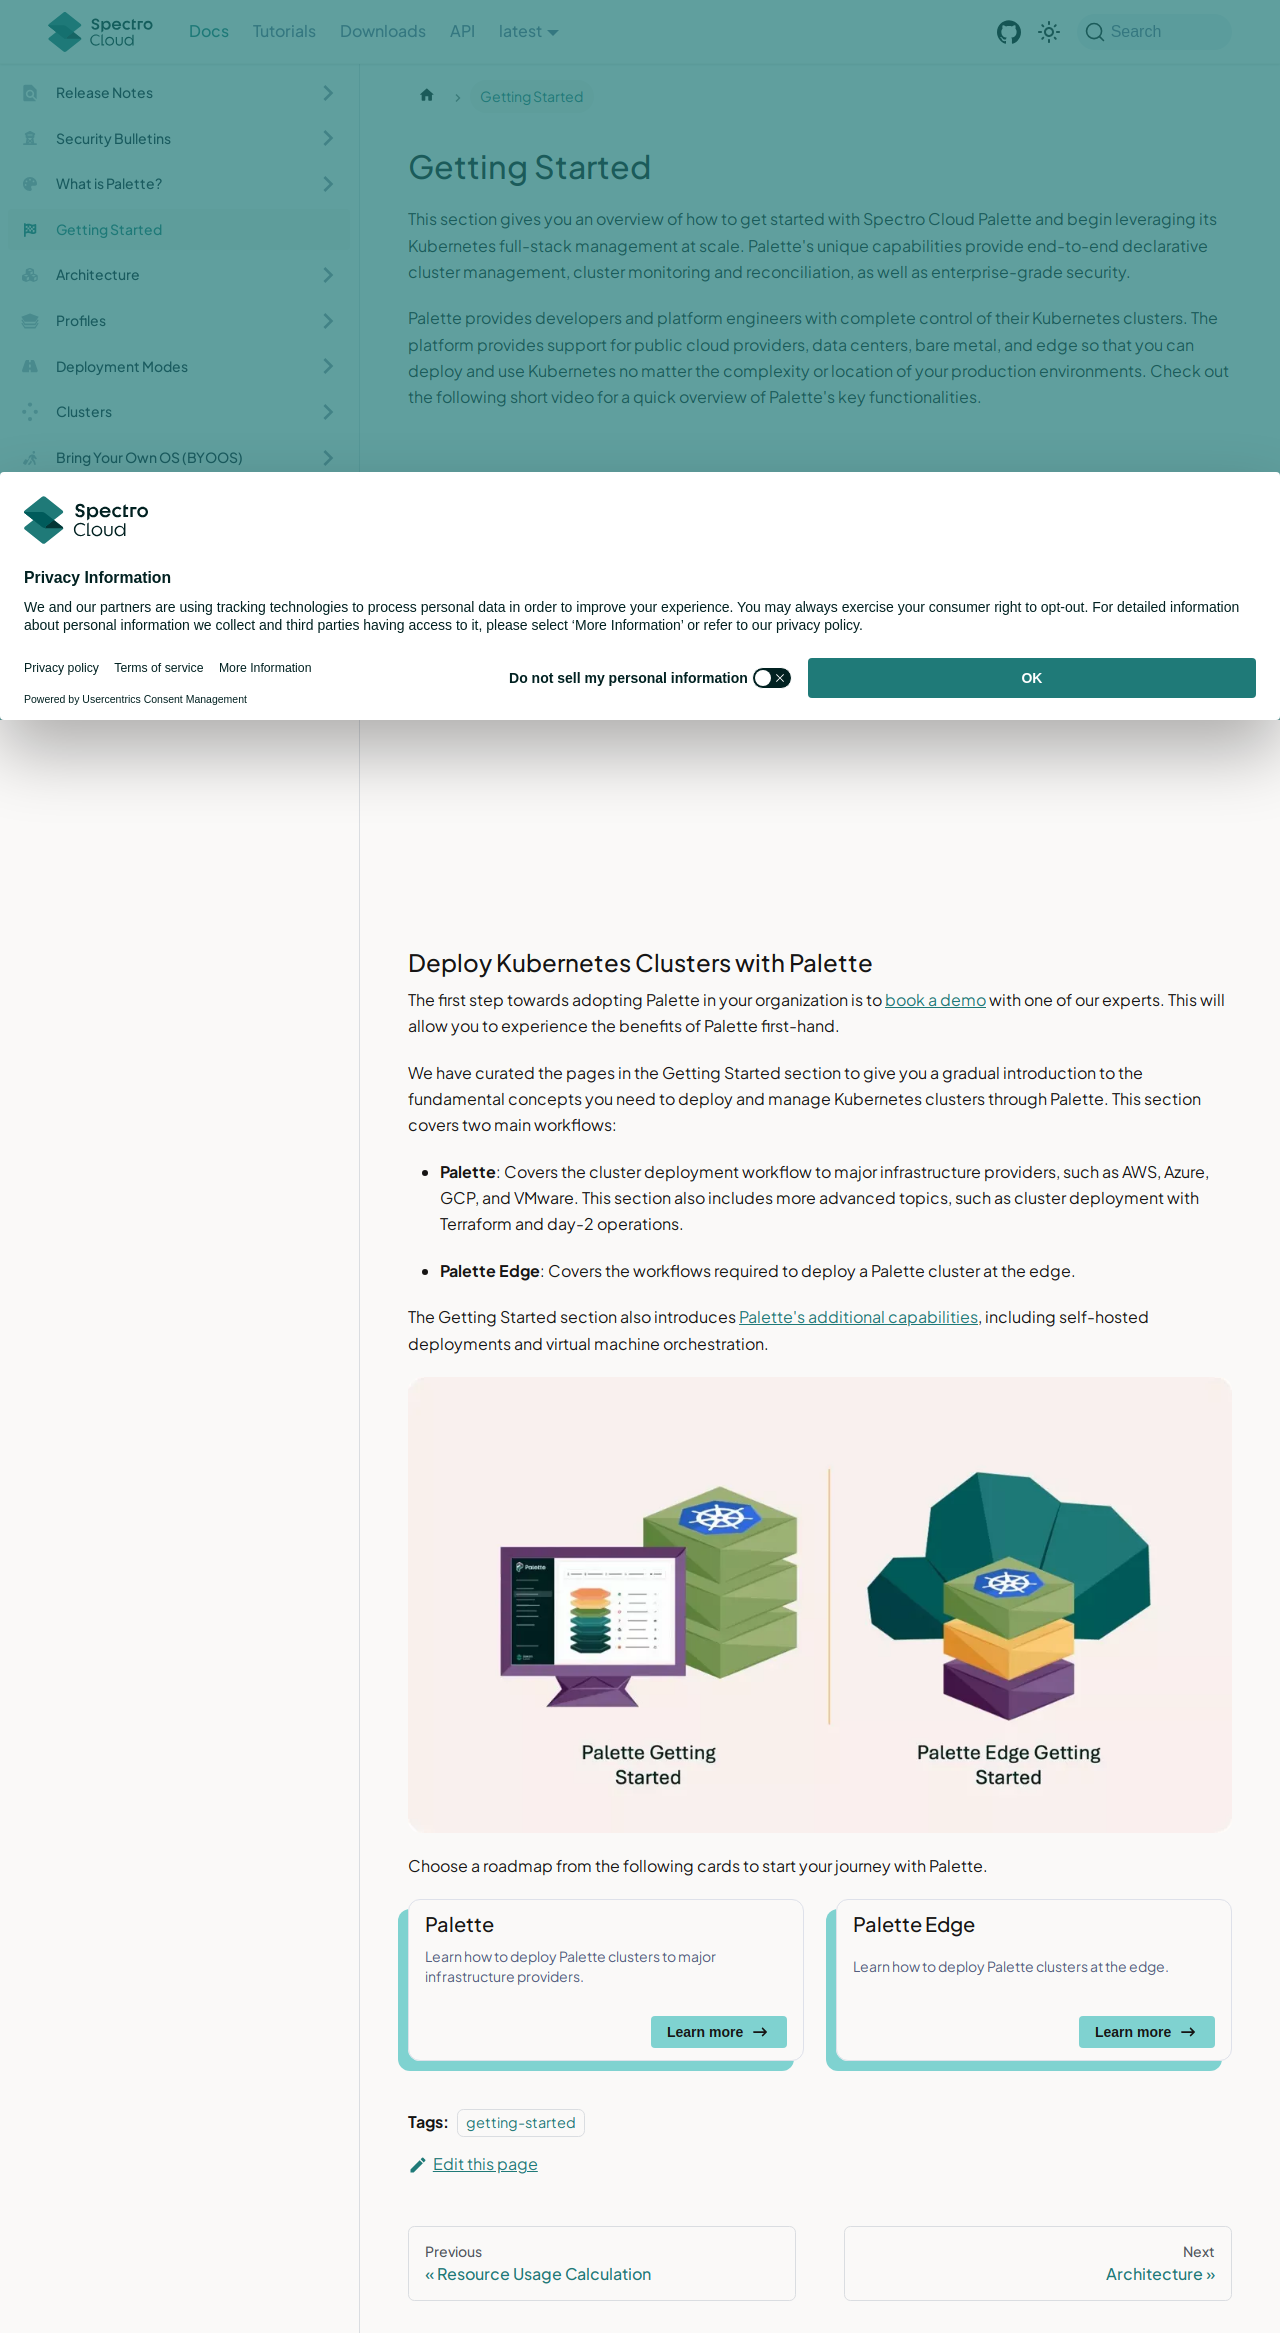 Spectro
Cloud
Docs
Tutorials
Downloads
API
latest
Search
Release Notes
Security Bulletins
What is Palette?
Getting Started
Architecture
Profiles
Deployment Modes
Clusters
Bring Your Own OS (BYOOS)
Getting Started
Getting Started
This section gives you an overview of how to get started with Spectro Cloud Palette and begin leveraging its
Kubernetes full-stack management at scale. Palette's unique capabilities provide end-to-end declarative
cluster management, cluster monitoring and reconciliation, as well as enterprise-grade security.
Palette provides developers and platform engineers with complete control of their Kubernetes clusters. The
platform provides support for public cloud providers, data centers, bare metal, and edge so that you can
deploy and use Kubernetes no matter the complexity or location of your production environments. Check out
the following short video for a quick overview of Palette's key functionalities.
Spectro
Cloud
Privacy Information
We and our partners are using tracking technologies to process personal data in order to improve your experience. You may always exercise your consumer right to opt-out. For detailed information
about personal information we collect and third parties having access to it, please select ‘More Information’ or refer to our privacy policy.
Privacy policy
Terms of service
More Information
Do not sell my personal information
OK
Powered by Usercentrics Consent Management
Deploy Kubernetes Clusters with Palette
The first step towards adopting Palette in your organization is to book a demo with one of our experts. This will
allow you to experience the benefits of Palette first-hand.
We have curated the pages in the Getting Started section to give you a gradual introduction to the
fundamental concepts you need to deploy and manage Kubernetes clusters through Palette. This section
covers two main workflows:
Palette: Covers the cluster deployment workflow to major infrastructure providers, such as AWS, Azure,
GCP, and VMware. This section also includes more advanced topics, such as cluster deployment with
Terraform and day-2 operations.
Palette Edge: Covers the workflows required to deploy a Palette cluster at the edge.
The Getting Started section also introduces Palette's additional capabilities, including self-hosted
deployments and virtual machine orchestration.
Palette
Palette Getting
Started
Palette Edge Getting
Started
Choose a roadmap from the following cards to start your journey with Palette.
Palette
Learn how to deploy Palette clusters to major
infrastructure providers.
Learn more
Palette Edge
Learn how to deploy Palette clusters at the edge.
Learn more
Tags:
getting-started
Edit this page
Previous
« Resource Usage Calculation
Next
Architecture »